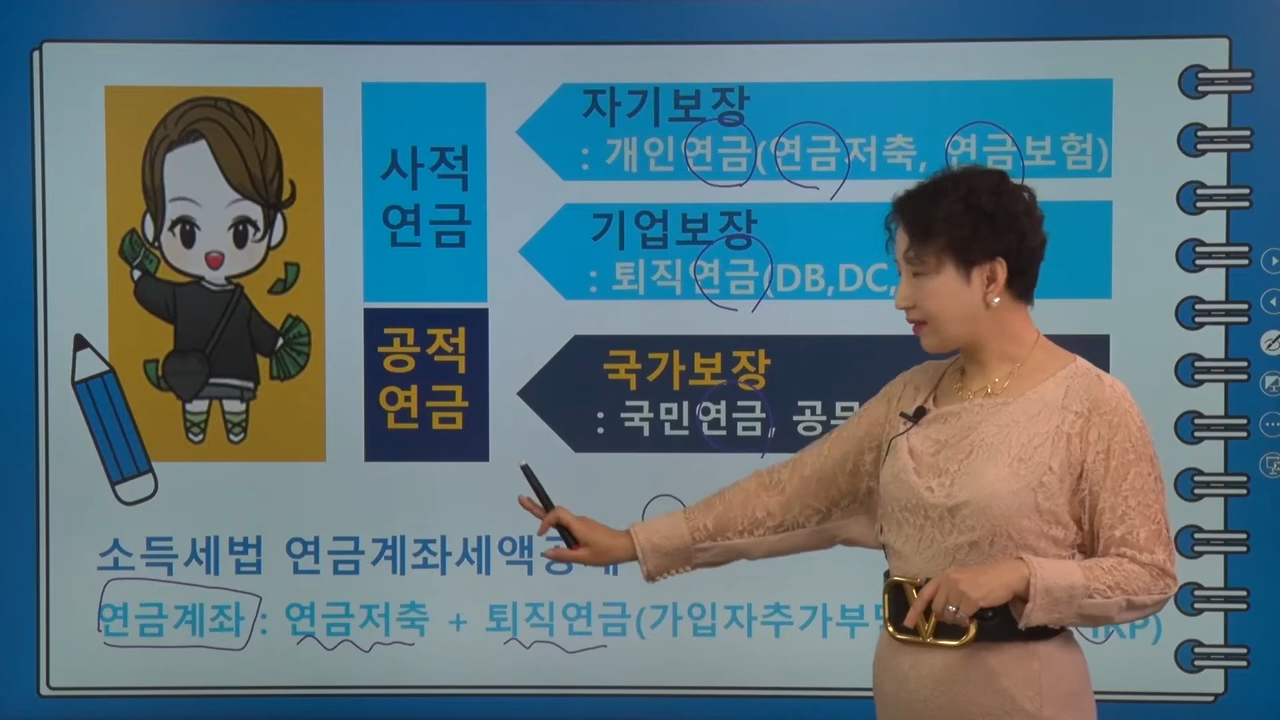 사적
연금
자기보장
: 개인연금(연금저축, 연금보험)
기업보장
: 퇴직연금(DB,DC,
공적
연금
국가보장
: 국민연금,
소득세법 연금계좌세액공제
연금계좌 : 연금저축 + 퇴직연금(가입자추가부담 IRP)